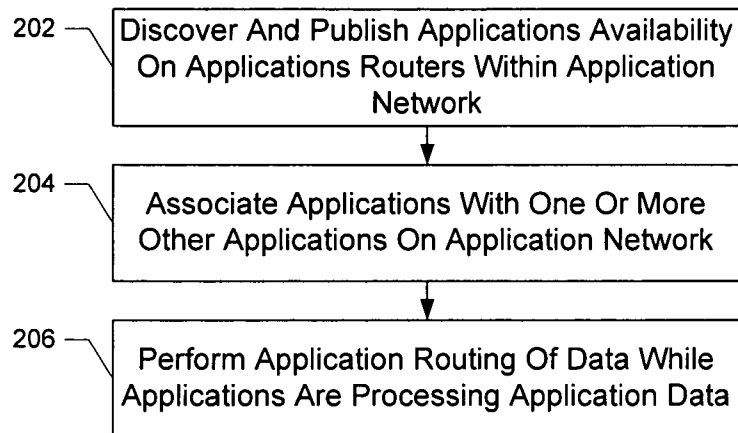 202
Discover And Publish Applications Availability
On Applications Routers Within Application
Network
204
Associate Applications With One Or More
Other Applications On Application Network
206
Perform Application Routing Of Data While
Applications Are Processing Application Data